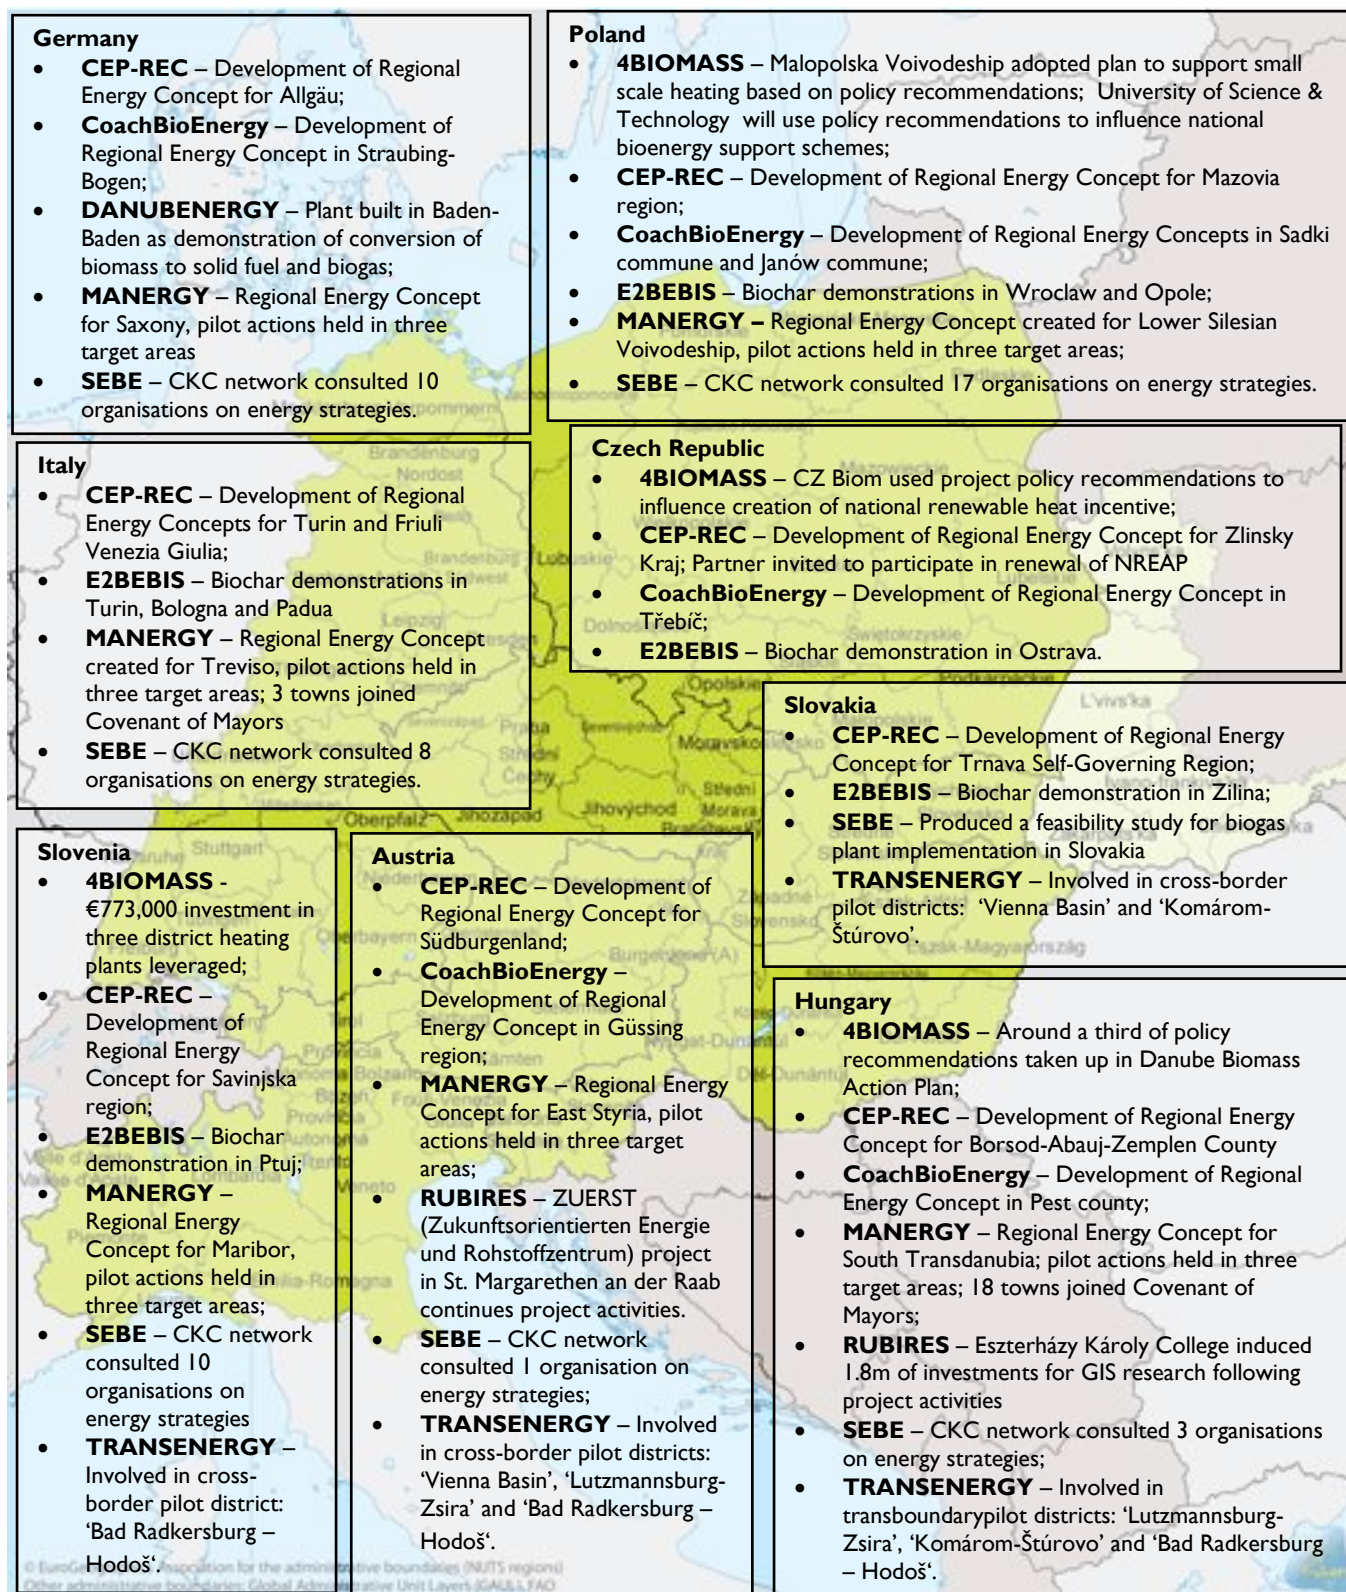 Germany
• CEP-REC – Development of Regional
Energy Concept for Allgäu;
• CoachBioEnergy – Development of
Regional Energy Concept in Straubing-
Bogen;
• DANUBENERGY – Plant built in Baden-
Baden as demonstration of conversion of
biomass to solid fuel and biogas;
• MANERGY – Regional Energy Concept
for Saxony, pilot actions held in three
target areas
• SEBE – CKC network consulted 10
organisations on energy strategies.
Poland
• 4BIOMASS – Malopolska Voivodeship adopted plan to support small
scale heating based on policy recommendations; University of Science &
Technology will use policy recommendations to influence national
bioenergy support schemes;
• CEP-REC – Development of Regional Energy Concept for Mazovia
region;
• CoachBioEnergy – Development of Regional Energy Concepts in Sadki
commune and Janów commune;
• E2BEBIS – Biochar demonstrations in Wroclaw and Opole;
• MANERGY – Regional Energy Concept created for Lower Silesian
Voivodeship, pilot actions held in three target areas;
• SEBE – CKC network consulted 17 organisations on energy strategies.
Italy
• CEP-REC – Development of Regional
Energy Concepts for Turin and Friuli
Venezia Giulia;
• E2BEBIS – Biochar demonstrations in
Turin, Bologna and Padua
• MANERGY – Regional Energy Concept
created for Treviso, pilot actions held in
three target areas; 3 towns joined
Covenant of Mayors
• SEBE – CKC network consulted 8
organisations on energy strategies.
Czech Republic
• 4BIOMASS – CZ Biom used project policy recommendations to
influence creation of national renewable heat incentive;
• CEP-REC – Development of Regional Energy Concept for Zlinsky
Kraj; Partner invited to participate in renewal of NREAP
• CoachBioEnergy – Development of Regional Energy Concept in
Třebíč;
• E2BEBIS – Biochar demonstration in Ostrava.
Slovakia
• CEP-REC – Development of Regional Energy
Concept for Trnava Self-Governing Region;
• E2BEBIS – Biochar demonstration in Zilina;
• SEBE – Produced a feasibility study for biogas
plant implementation in Slovakia
• TRANSENERGY – Involved in cross-border
pilot districts: ‘Vienna Basin’ and ‘Komárom-
Štúrovo’.
Slovenia
• 4BIOMASS -
€773,000 investment in
three district heating
plants leveraged;
• CEP-REC –
Development of
Regional Energy
Concept for Savinjska
region;
• E2BEBIS – Biochar
demonstration in Ptuj;
• MANERGY –
Regional Energy
Concept for Maribor,
pilot actions held in
three target areas;
• SEBE – CKC network
consulted 10
organisations on
energy strategies
• TRANSENERGY –
Involved in cross-
border pilot district:
‘Bad Radkersburg –
Hodoš‘.
Austria
• CEP-REC – Development of
Regional Energy Concept for
Südburgenland;
• CoachBioEnergy –
Development of Regional
Energy Concept in Güssing
region;
• MANERGY – Regional Energy
Concept for East Styria, pilot
actions held in three target
areas;
• RUBIRES – ZUERST
(Zukunftsorientierten Energie
und Rohstoffzentrum) project
in St. Margarethen an der Raab
continues project activities.
• SEBE – CKC network
consulted 1 organisation on
energy strategies;
• TRANSENERGY – Involved
in cross-border pilot districts:
‘Vienna Basin’, ‘Lutzmannsburg-
Zsira’ and ‘Bad Radkersburg –
Hodoš‘.
Hungary
• 4BIOMASS – Around a third of policy
recommendations taken up in Danube Biomass
Action Plan;
• CEP-REC – Development of Regional Energy
Concept for Borsod-Abauj-Zemplen County
• CoachBioEnergy – Development of Regional
Energy Concept in Pest county;
• MANERGY – Regional Energy Concept for
South Transdanubia; pilot actions held in three
target areas; 18 towns joined Covenant of
Mayors;
• RUBIRES – Eszterházy Károly College induced
1.8m of investments for GIS research following
project activities
• SEBE – CKC network consulted 3 organisations
on energy strategies;
• TRANSENERGY – Involved in
transboundarypilot districts: ‘Lutzmannsburg-
Zsira’, ‘Komárom-Štúrovo’ and ‘Bad Radkersburg
– Hodoš‘.
Brandenburg
Nordost
Lubuskie
Leipzig
Opolskie
Podkarpackie
L'vivs'ka
Praha
Střední
Čechy
Střední
Morava
Jihovýchod
Jihozápad
Oberpfalz
Stuttgart
Oberbayern
Észak-Magyarország
Tirol
Lombardia
Veneto
Piemonte